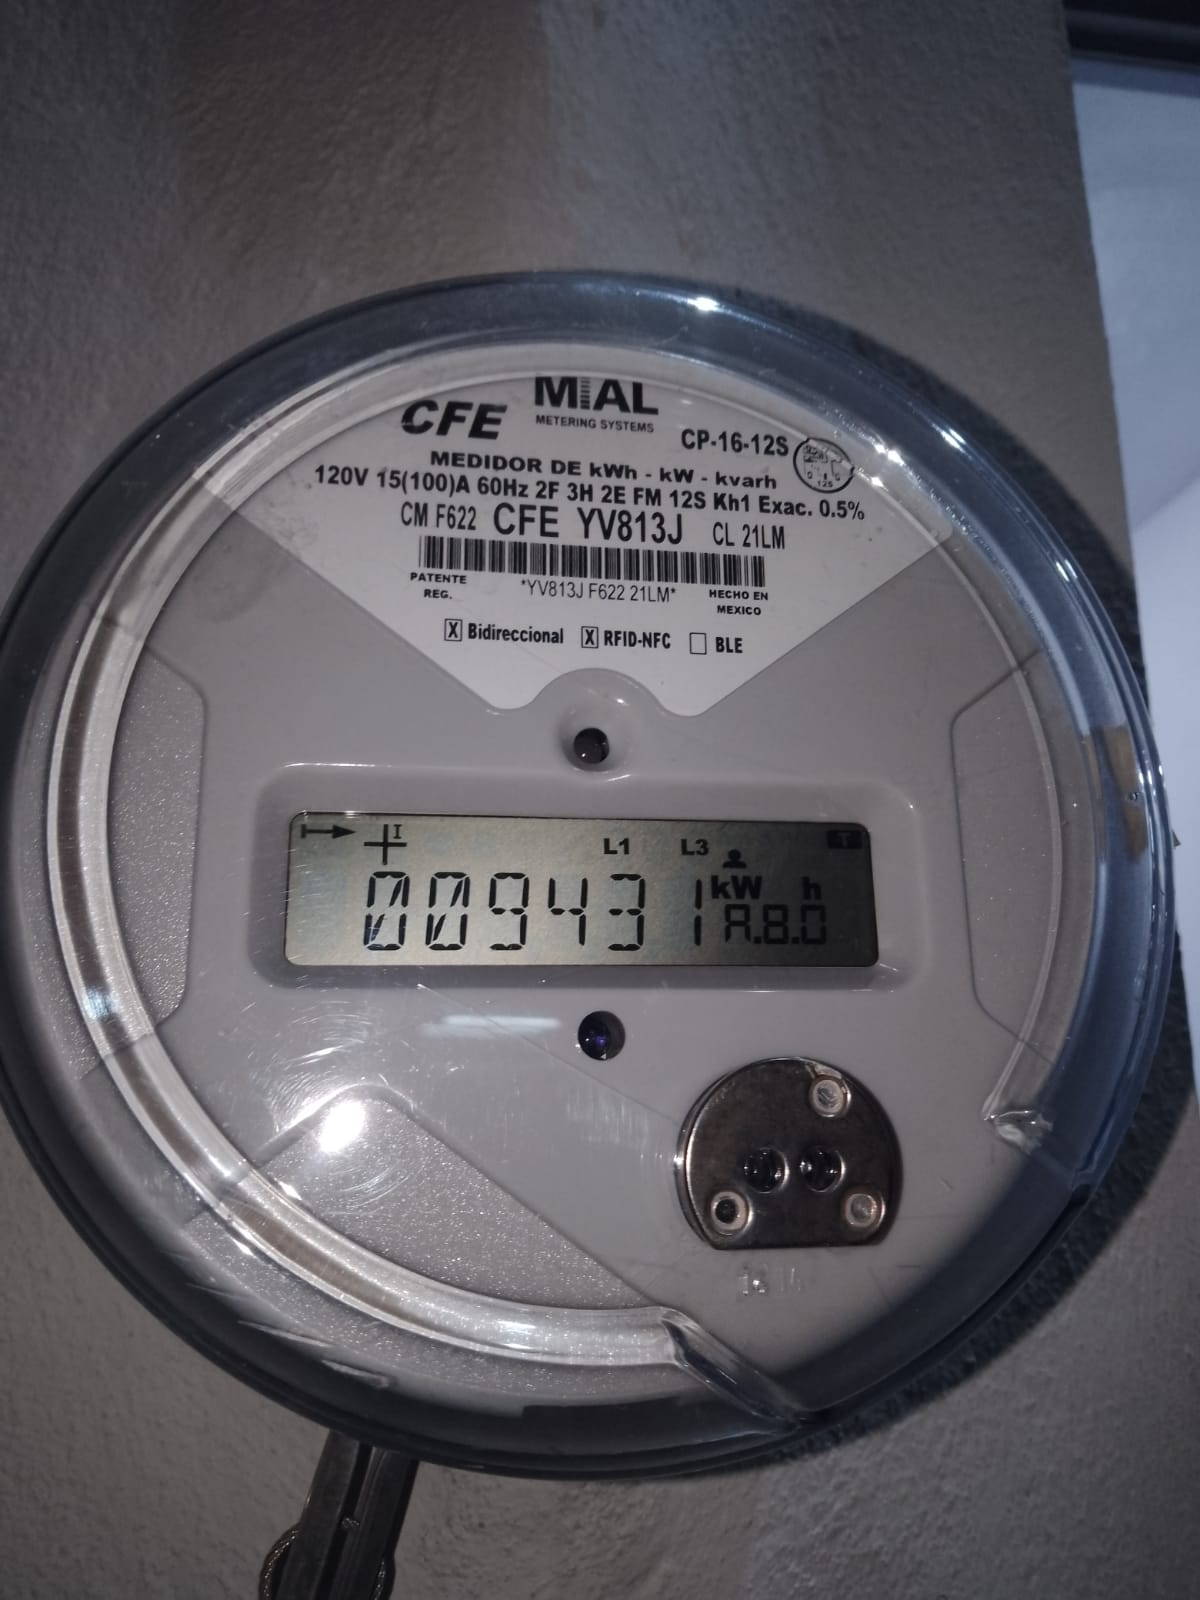 MIAL
METERING SYSTEMS
CFE
CP-16-12S
MEDIDOR DE kWh - kW - kvarh
120V 15(100)A 60Hz 2F 3H 2E FM 12S Kh1 Exac. 0.5%
CM F622 CFE YV813J CL 21LM
PATENTE REG.
*YV813J F622 21LM*
HECHO EN MEXICO
X Bidireccional X RFID-NFC BLE
I L1 L3 T
009431 kW h
A.8.0